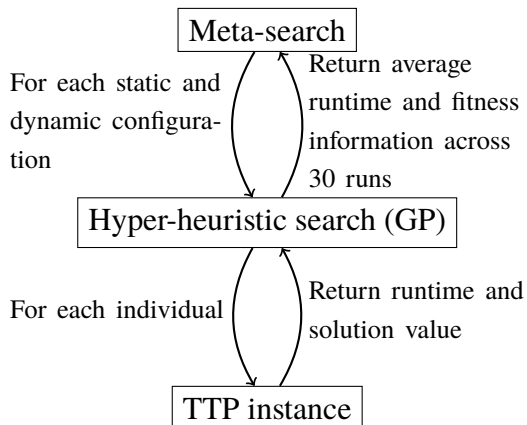 Meta-search
For each static and
dynamic configura-
tion
Return average
runtime and fitness
information across
30 runs
Hyper-heuristic search (GP)
For each individual
Return runtime and
solution value
TTP instance